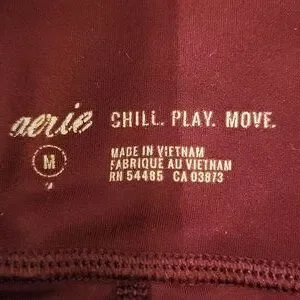 aerie CHILL. PLAY. MOVE.
M
MADE IN VIETNAM
FABRIQUÉ AU VIETNAM
RN 54485 CA 03873